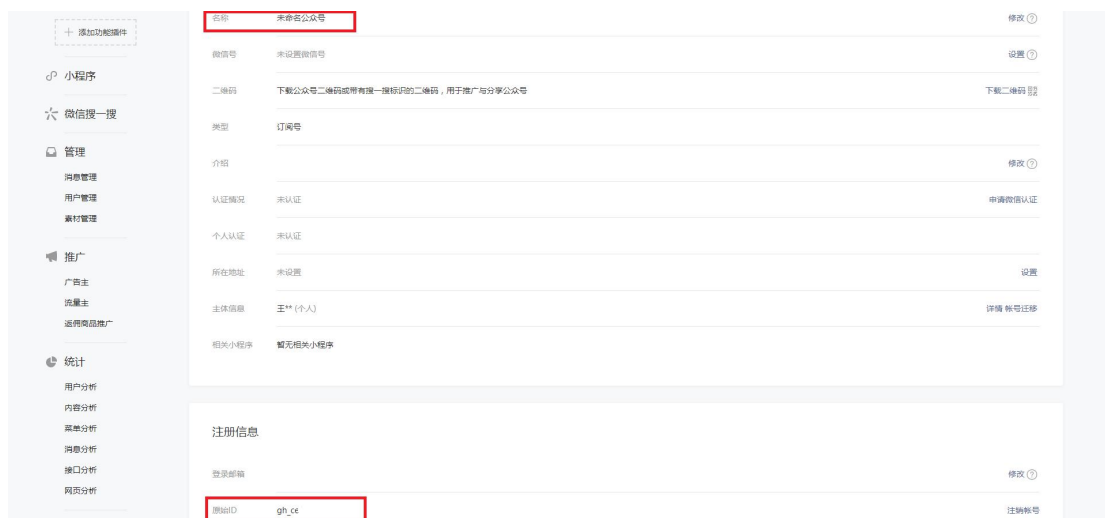 添加功能插件
小程序
微信搜一搜
管理
消息管理
用户管理
素材管理
推广
广告主
流量主
返佣商品推广
统计
用户分析
内容分析
菜单分析
消息分析
接口分析
网页分析
名称 未命名公众号 修改
微信号 未设置微信号 设置
二维码 下载公众号二维码或带有搜一搜标识的二维码，用于推广与分享公众号 下载二维码
类型 订阅号
介绍 修改
认证情况 未认证 申请微信认证
个人认证 未认证
所在地址 未设置 设置
主体信息 王** (个人) 详情 帐号迁移
相关小程序 暂无相关小程序
注册信息
登录邮箱 修改
原始ID gh_ce 注销帐号